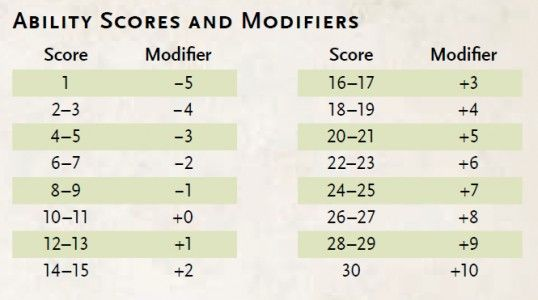 ABILITY SCORES AND MODIFIERS
Score Modifier Score Modifier
1 −5 16–17 +3
2–3 −4 18–19 +4
4–5 −3 20–21 +5
6–7 −2 22–23 +6
8–9 −1 24–25 +7
10–11 +0 26–27 +8
12–13 +1 28–29 +9
14–15 +2 30 +10